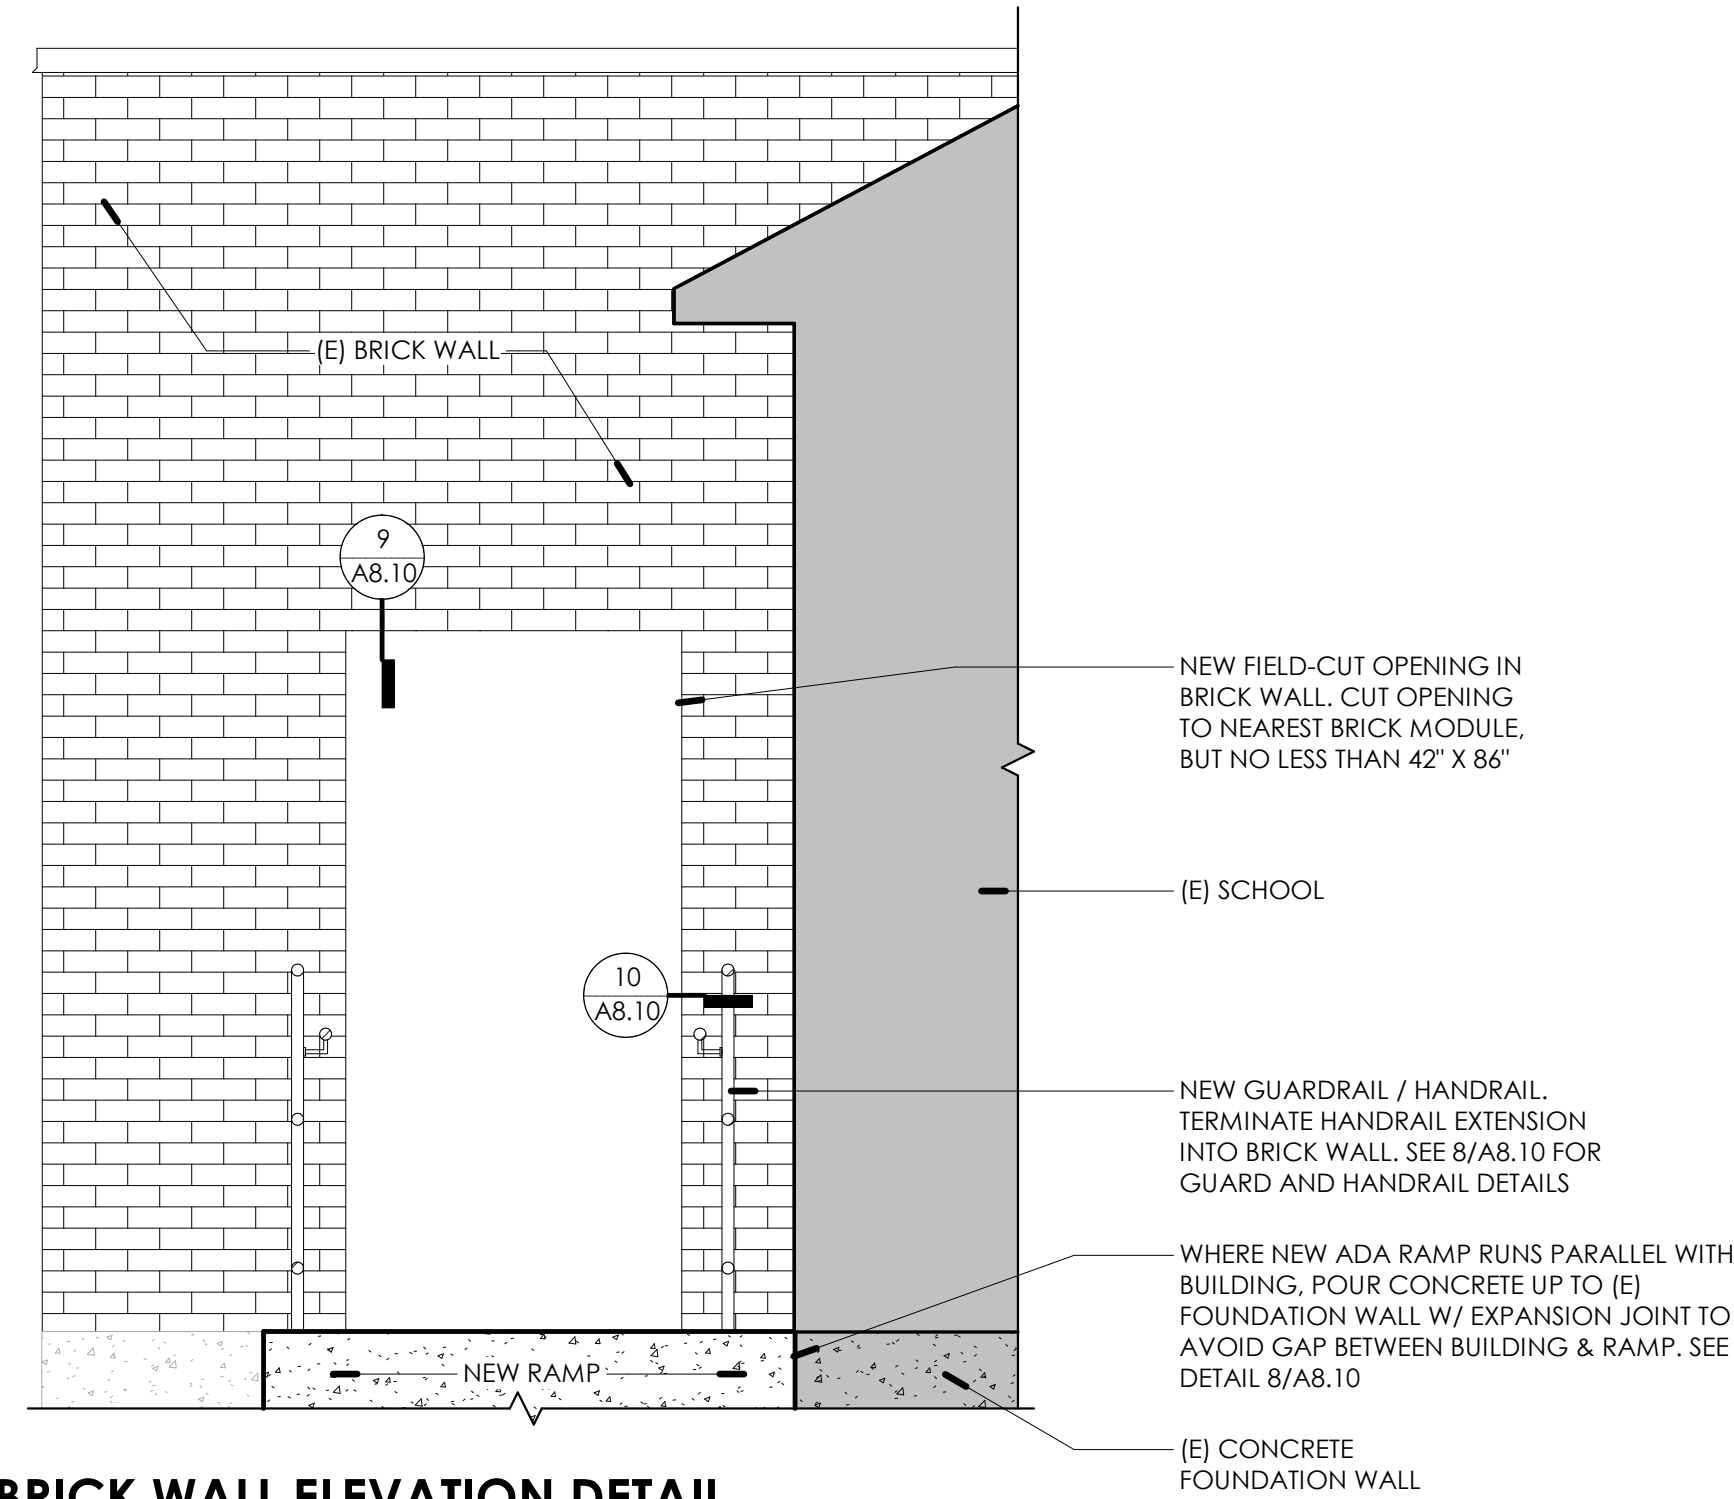 (E) BRICK WALL
9
A8.10
NEW FIELD-CUT OPENING IN
BRICK WALL. CUT OPENING
TO NEAREST BRICK MODULE,
BUT NO LESS THAN 42" X 86"
(E) SCHOOL
10
A8.10
NEW GUARDRAIL / HANDRAIL.
TERMINATE HANDRAIL EXTENSION
INTO BRICK WALL. SEE 8/A8.10 FOR
GUARD AND HANDRAIL DETAILS
WHERE NEW ADA RAMP RUNS PARALLEL WITH
BUILDING, POUR CONCRETE UP TO (E)
FOUNDATION WALL W/ EXPANSION JOINT TO
AVOID GAP BETWEEN BUILDING & RAMP. SEE
DETAIL 8/A8.10
NEW RAMP
(E) CONCRETE
FOUNDATION WALL
BRICK WALL ELEVATION DETAIL